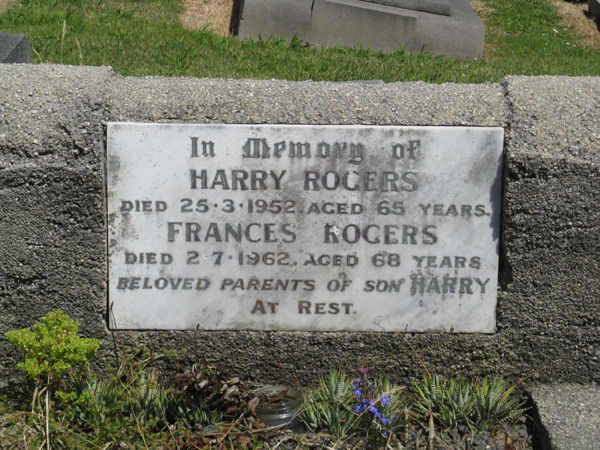 In Memory of
HARRY ROGERS
DIED 25·3·1952. AGED 65 YEARS.
FRANCES ROGERS
DIED 2·7·1962. AGED 68 YEARS.
BELOVED PARENTS OF SON HARRY
AT REST.